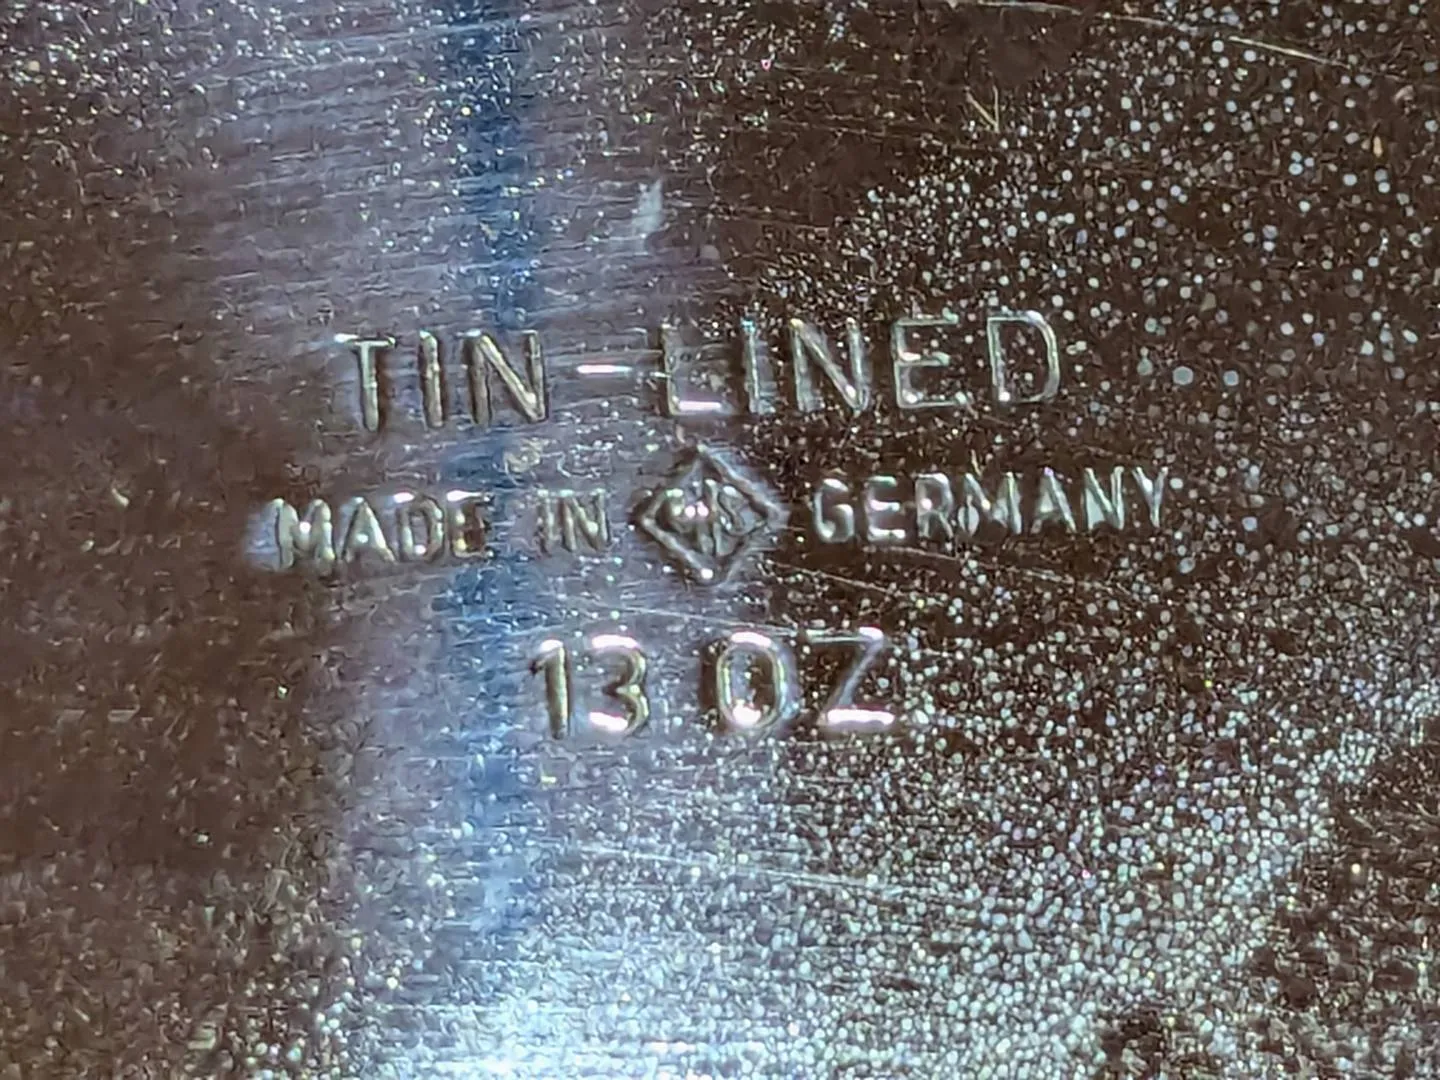 TIN-LINED
MADE IN GERMANY
13 OZ